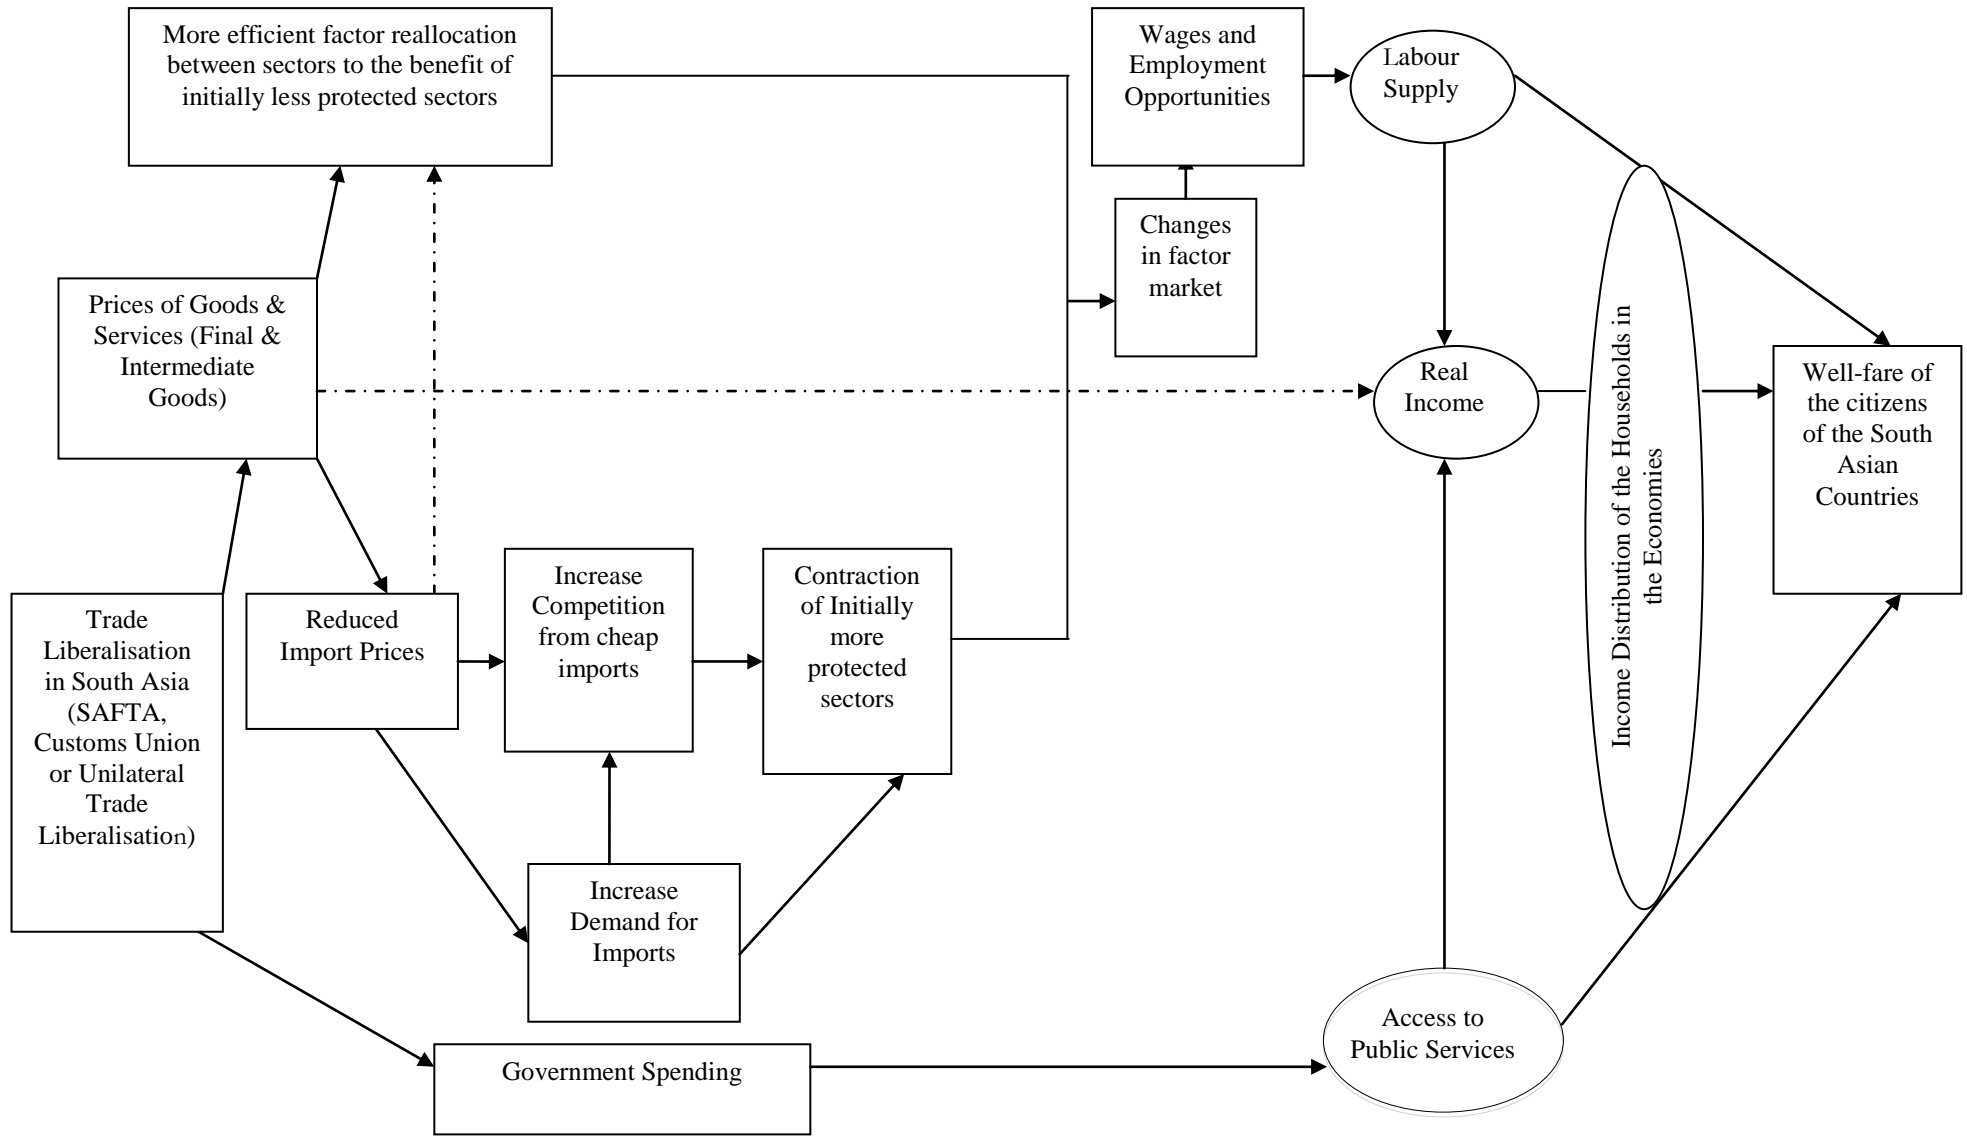 More efficient factor reallocation
between sectors to the benefit of
initially less protected sectors
Wages and
Employment
Opportunities
Labour
Supply
Changes
in factor
market
Prices of Goods &
Services (Final &
Intermediate
Goods)
Real
Income
Income Distribution of the Households in
the Economies
Well-fare of
the citizens
of the South
Asian
Countries
Trade
Liberalisation
in South Asia
(SAFTA,
Customs Union
or Unilateral
Trade
Liberalisation)
Reduced
Import Prices
Increase
Competition
from cheap
imports
Contraction
of Initially
more
protected
sectors
Increase
Demand for
Imports
Government Spending
Access to
Public Services